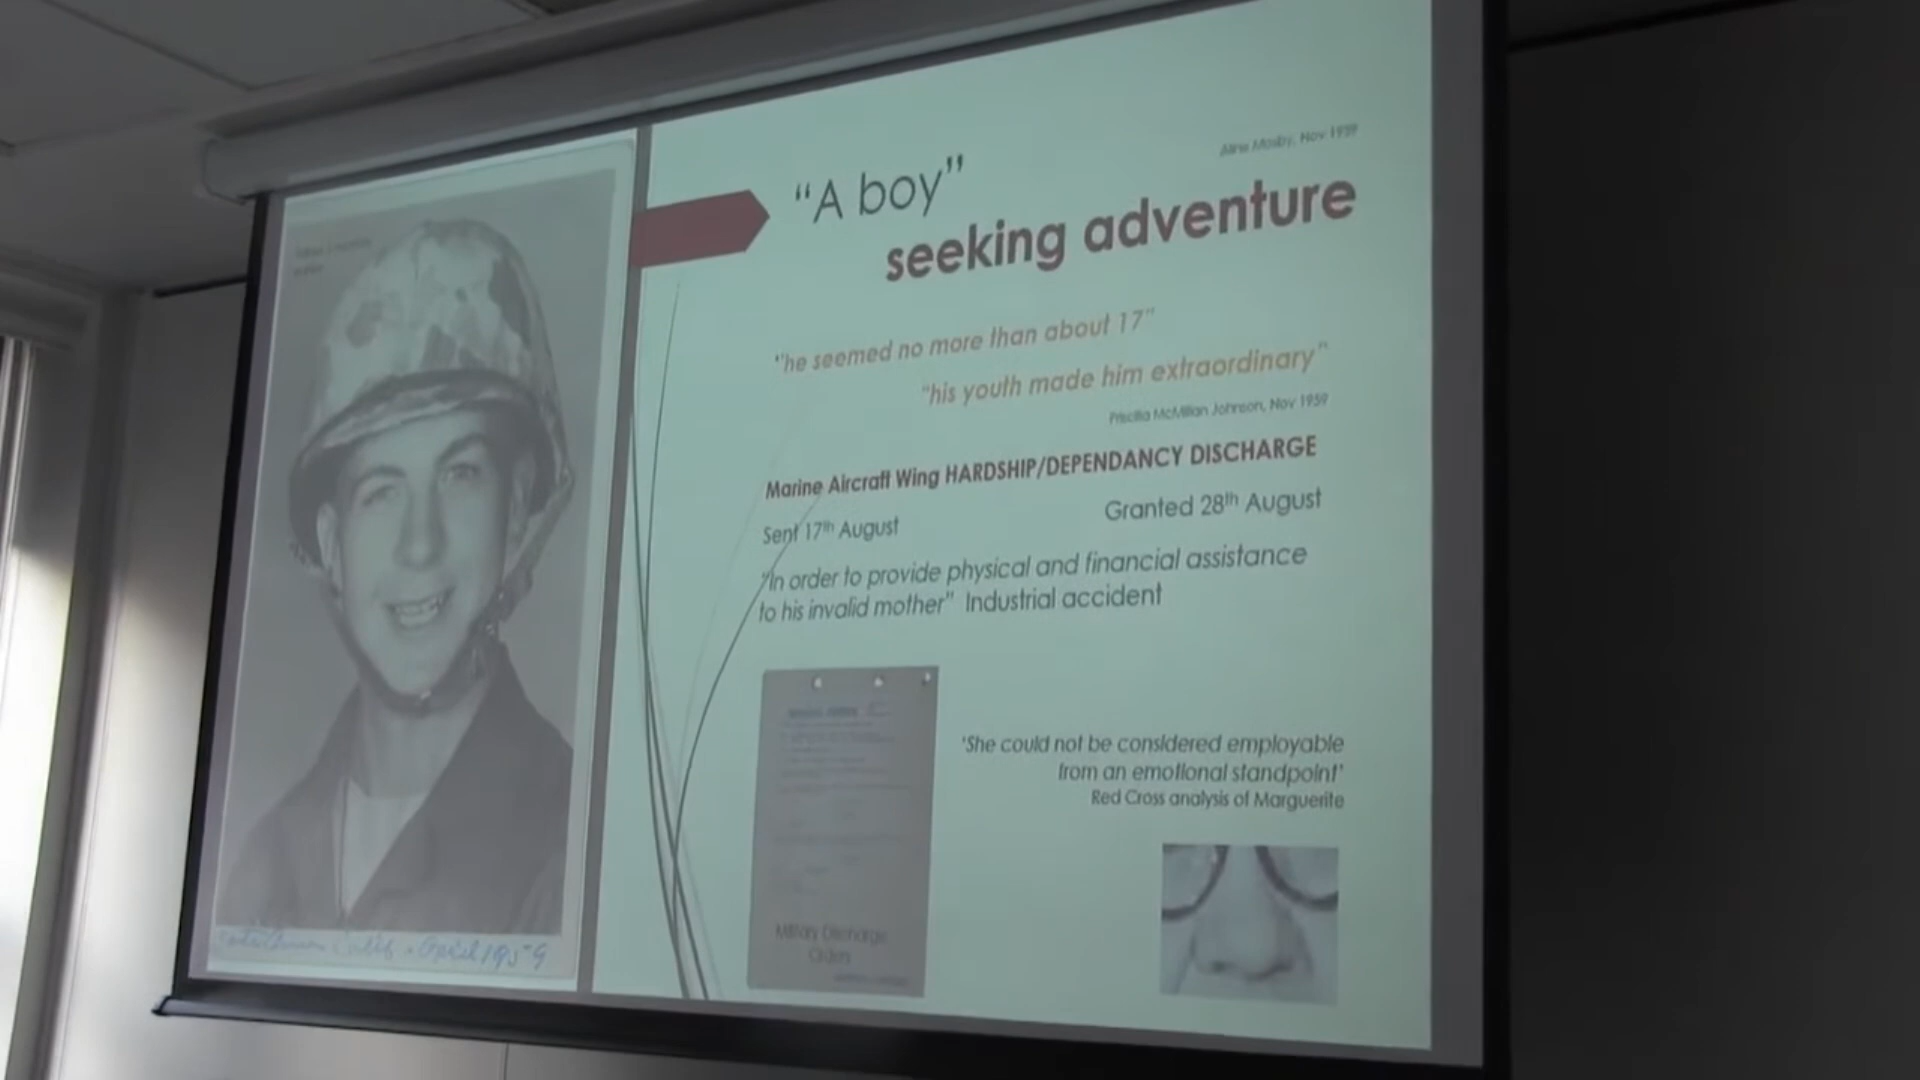 Aline Mosby, Nov 1959
“A boy”
seeking adventure
"he seemed no more than about 17"
"his youth made him extraordinary"
Priscilla McMillan Johnson, Nov 1959
Marine Aircraft Wing HARDSHIP/DEPENDANCY DISCHARGE
Sent 17th August
Granted 28th August
"In order to provide physical and financial assistance
to his invalid mother" Industrial accident
Military Discharge
Orders
'She could not be considered employable
from an emotional standpoint'
Red Cross analysis of Marguerite
Calif. April 1959